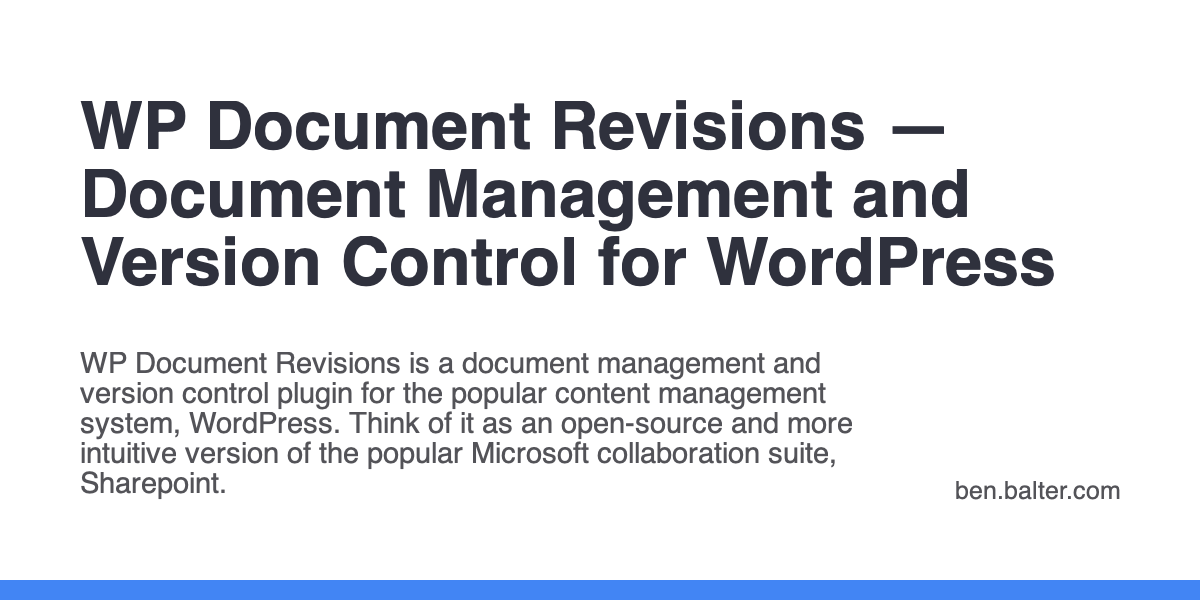 WP Document Revisions —
Document Management and
Version Control for WordPress
WP Document Revisions is a document management and
version control plugin for the popular content management
system, WordPress. Think of it as an open-source and more
intuitive version of the popular Microsoft collaboration suite,
Sharepoint.
ben.balter.com